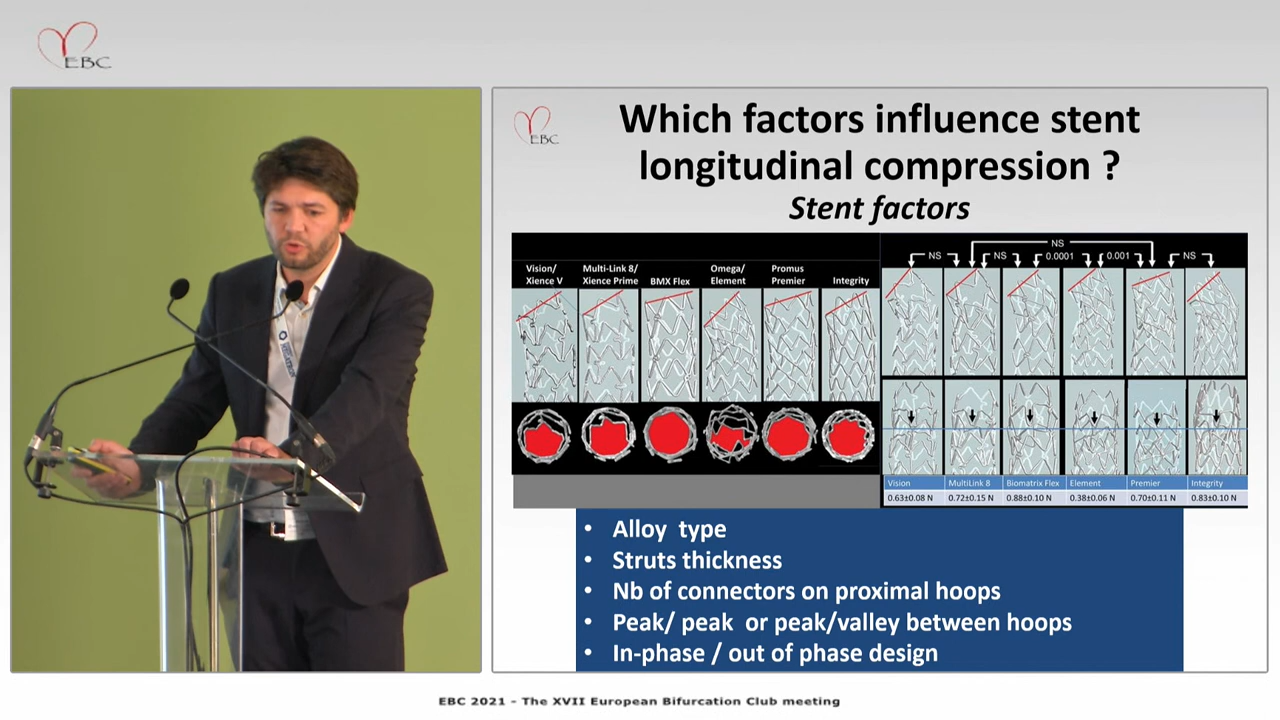 EBC
EBC
Which factors influence stent
longitudinal compression ?
Stent factors
Vision/
Xience V
Multi-Link 8/
Xience Prime
BMX Flex
Omega/
Element
Promus
Premier
Integrity
NS
NS
NS
0.0001
0.001
NS
Vision
MultiLink 8
Biomatrix Flex
Element
Premier
Integrity
0.63±0.08 N
0.72±0.15 N
0.88±0.10 N
0.38±0.06 N
0.70±0.11 N
0.83±0.10 N
• Alloy type
• Struts thickness
• Nb of connectors on proximal hoops
• Peak/ peak or peak/valley between hoops
• In-phase / out of phase design
EBC 2021 - The XVII European Bifurcation Club meeting